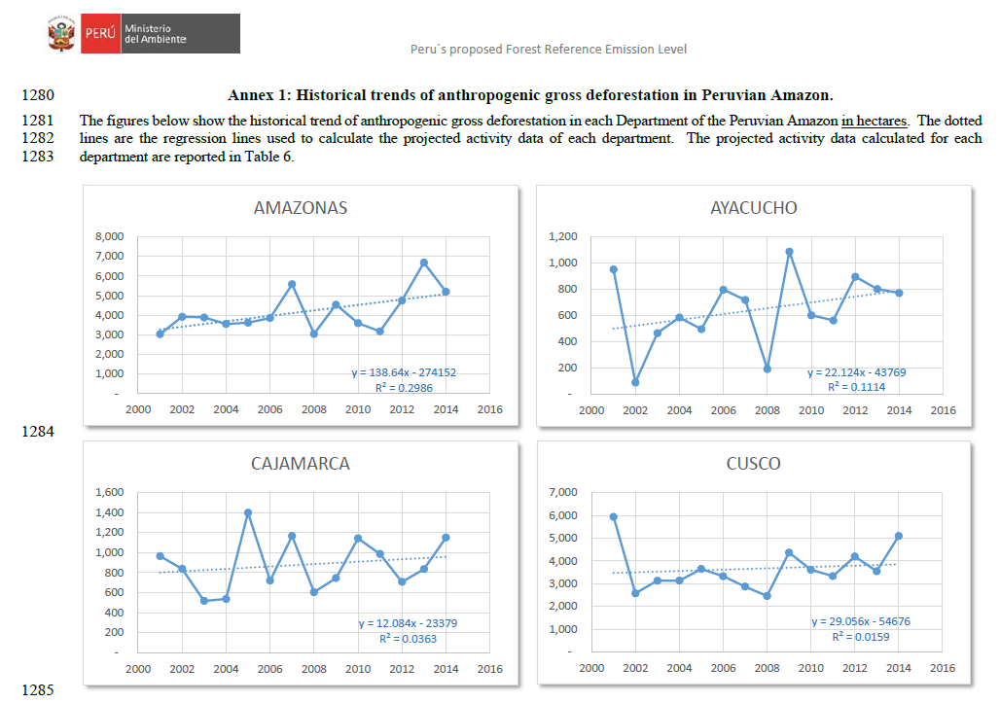 PERÚ
Ministerio
del Ambiente
Peru´s proposed Forest Reference Emission Level
1280 Annex 1: Historical trends of anthropogenic gross deforestation in Peruvian Amazon.
1281 The figures below show the historical trend of anthropogenic gross deforestation in each Department of the Peruvian Amazon in hectares. The dotted
1282 lines are the regression lines used to calculate the projected activity data of each department. The projected activity data calculated for each
1283 department are reported in Table 6.
AMAZONAS
8,000
7,000
6,000
5,000
4,000
3,000
2,000
1,000
-
y = 138.64x - 274152
R² = 0.2986
2000 2002 2004 2006 2008 2010 2012 2014 2016
AYACUCHO
1,200
1,000
800
600
400
200
-
y = 22.124x - 43769
R² = 0.1114
2000 2002 2004 2006 2008 2010 2012 2014 2016
1284
CAJAMARCA
1,600
1,400
1,200
1,000
800
600
400
200
-
y = 12.084x - 23379
R² = 0.0363
2000 2002 2004 2006 2008 2010 2012 2014 2016
CUSCO
7,000
6,000
5,000
4,000
3,000
2,000
1,000
-
y = 29.056x - 54676
R² = 0.0159
2000 2002 2004 2006 2008 2010 2012 2014 2016
1285